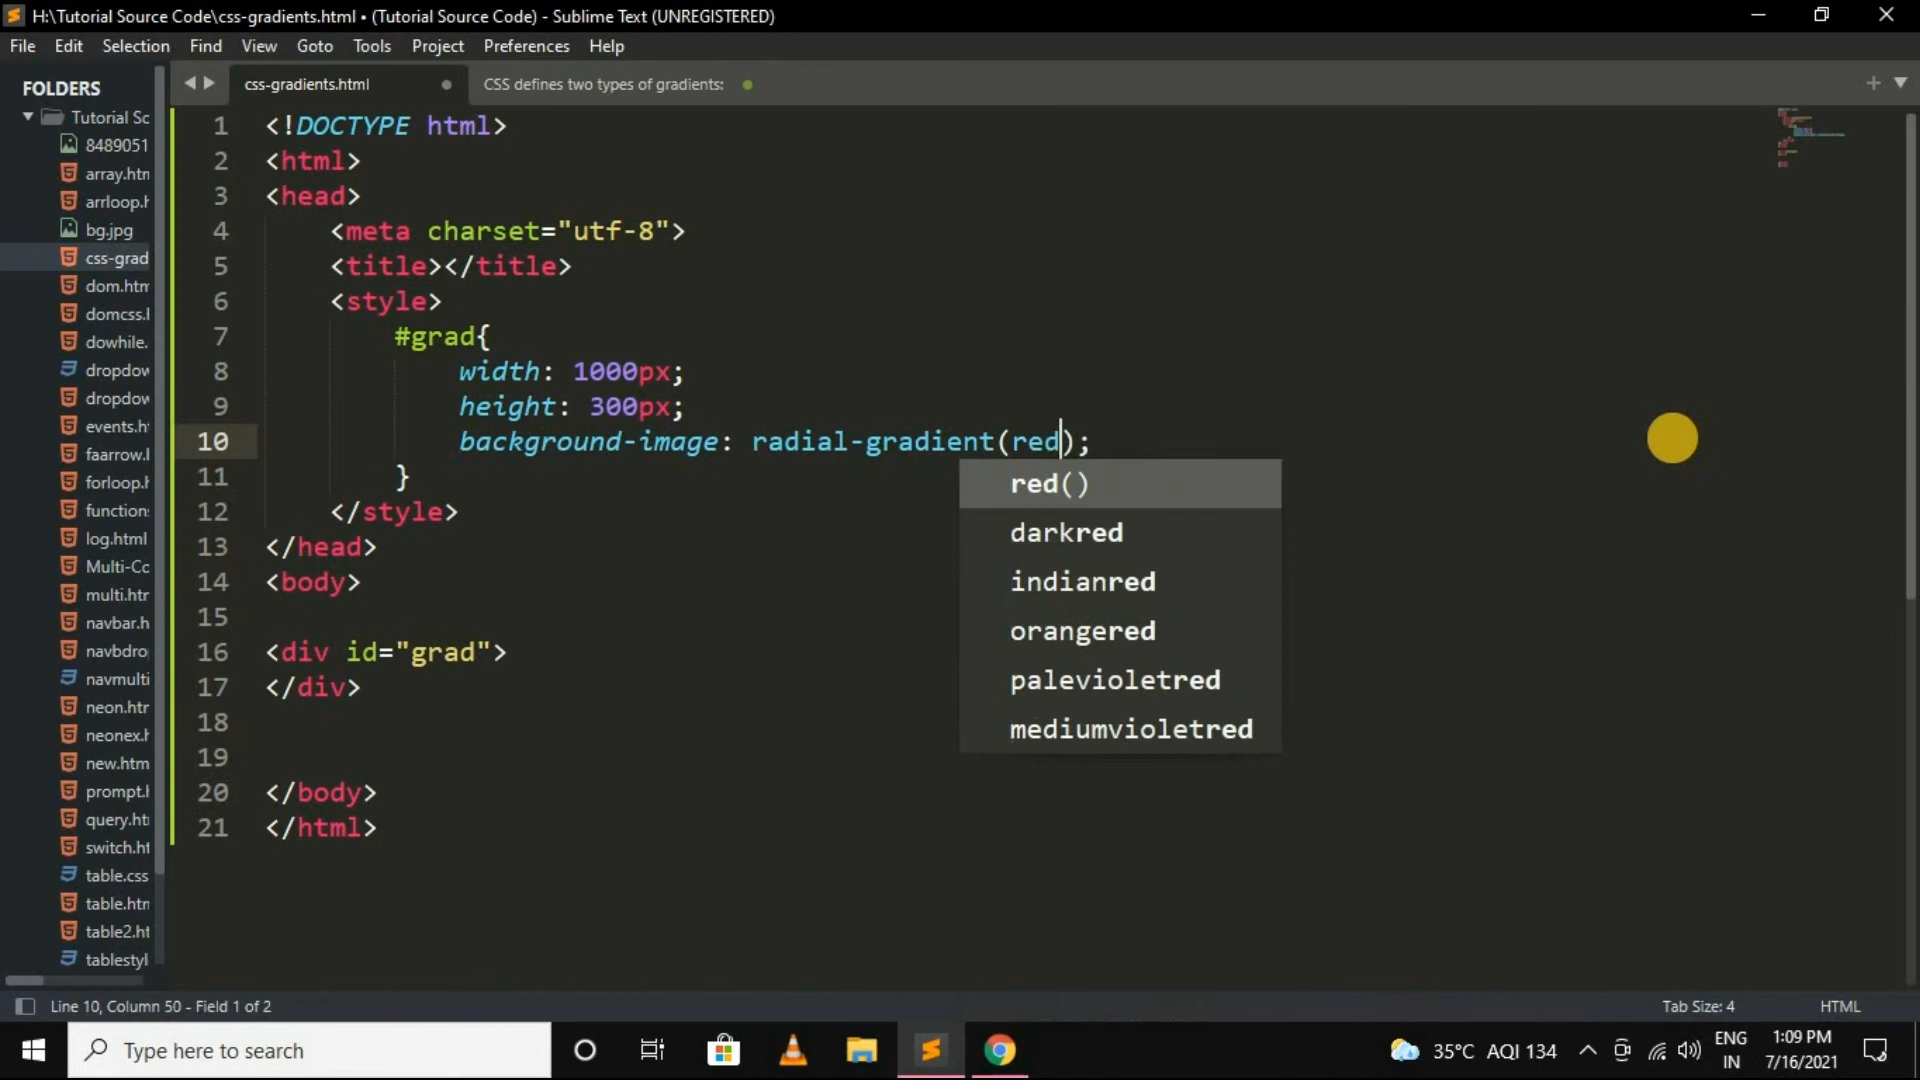 H:\Tutorial Source Code\css-gradients.html • (Tutorial Source Code) - Sublime Text (UNREGISTERED)
File Edit Selection Find View Goto Tools Project Preferences Help
FOLDERS
Tutorial Sc
8489051
array.htm
arrloop.h
bg.jpg
css-grad
dom.htm
domcss.l
dowhile.
dropdow
dropdow
events.ht
faarrow.l
forloop.h
function
log.html
Multi-Co
multi.htr
navbar.h
navbdro
navmulti
neon.htr
neonex.h
new.htm
prompt.l
query.ht
switch.ht
table.css
table.htn
table2.ht
tablestyl
css-gradients.html
CSS defines two types of gradients:
1 <!DOCTYPE html>
2 <html>
3 <head>
4 <meta charset="utf-8">
5 <title></title>
6 <style>
7 #grad{
8 width: 1000px;
9 height: 300px;
10 background-image: radial-gradient(red);
11 }
12 </style>
13 </head>
14 <body>
15
16 <div id="grad">
17 </div>
18
19
20 </body>
21 </html>
red()
darkred
indianred
orangered
palevioletred
mediumvioletred
Line 10, Column 50 - Field 1 of 2
Tab Size: 4
HTML
Type here to search
35°C AQI 134
ENG
IN
1:09 PM
7/16/2021